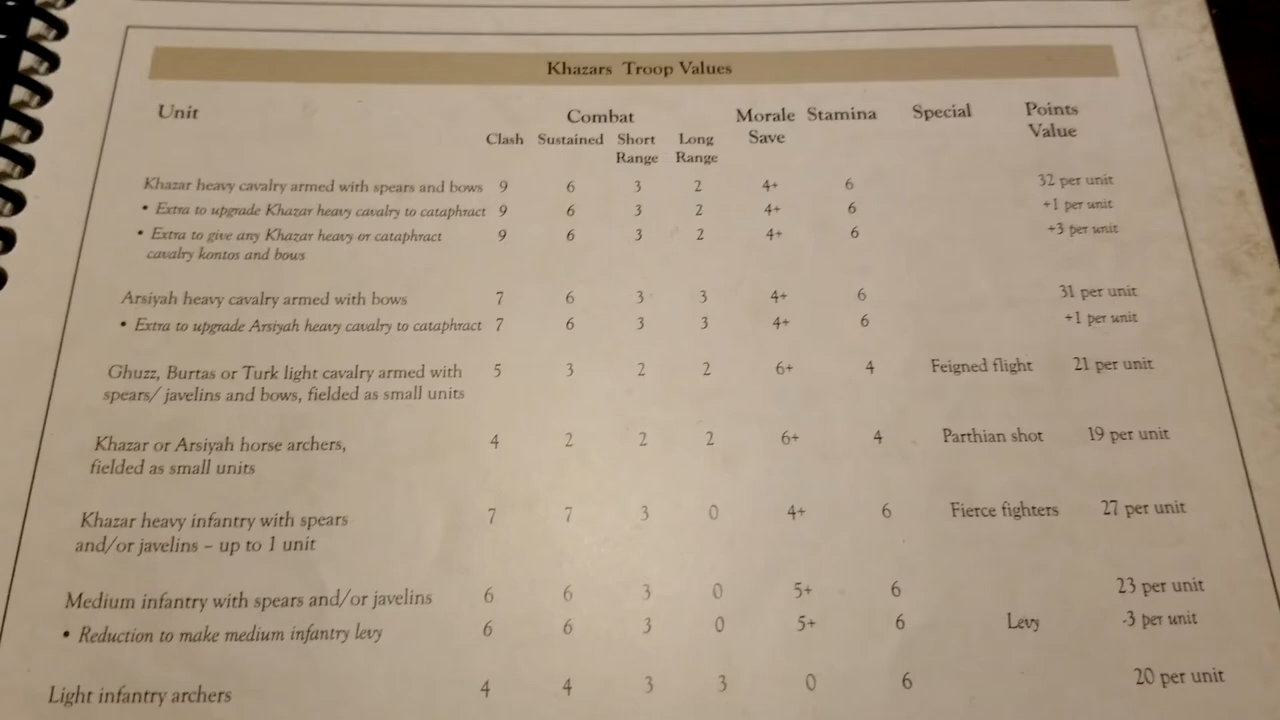 Khazars Troop Values
Unit Combat Morale Stamina Special Points
Clash Sustained Short Long Save Value
Range Range
Khazar heavy cavalry armed with spears and bows 9 6 3 2 4+ 6 32 per unit
• Extra to upgrade Khazar heavy cavalry to cataphract 9 6 3 2 4+ 6 +1 per unit
• Extra to give any Khazar heavy or cataphract 9 6 3 2 4+ 6 +3 per unit
cavalry kontos and bows
Arsiyah heavy cavalry armed with bows 7 6 3 3 4+ 6 31 per unit
• Extra to upgrade Arsiyah heavy cavalry to cataphract 7 6 3 3 4+ 6 +1 per unit
Ghuzz, Burtas or Turk light cavalry armed with 5 3 2 2 6+ 4 Feigned flight 21 per unit
spears/ javelins and bows, fielded as small units
Khazar or Arsiyah horse archers, 4 2 2 2 6+ 4 Parthian shot 19 per unit
fielded as small units
Khazar heavy infantry with spears 7 7 3 0 4+ 6 Fierce fighters 27 per unit
and/or javelins – up to 1 unit
Medium infantry with spears and/or javelins 6 6 3 0 5+ 6 23 per unit
• Reduction to make medium infantry levy 6 6 3 0 5+ 6 Levy -3 per unit
Light infantry archers 4 4 3 3 0 6 20 per unit